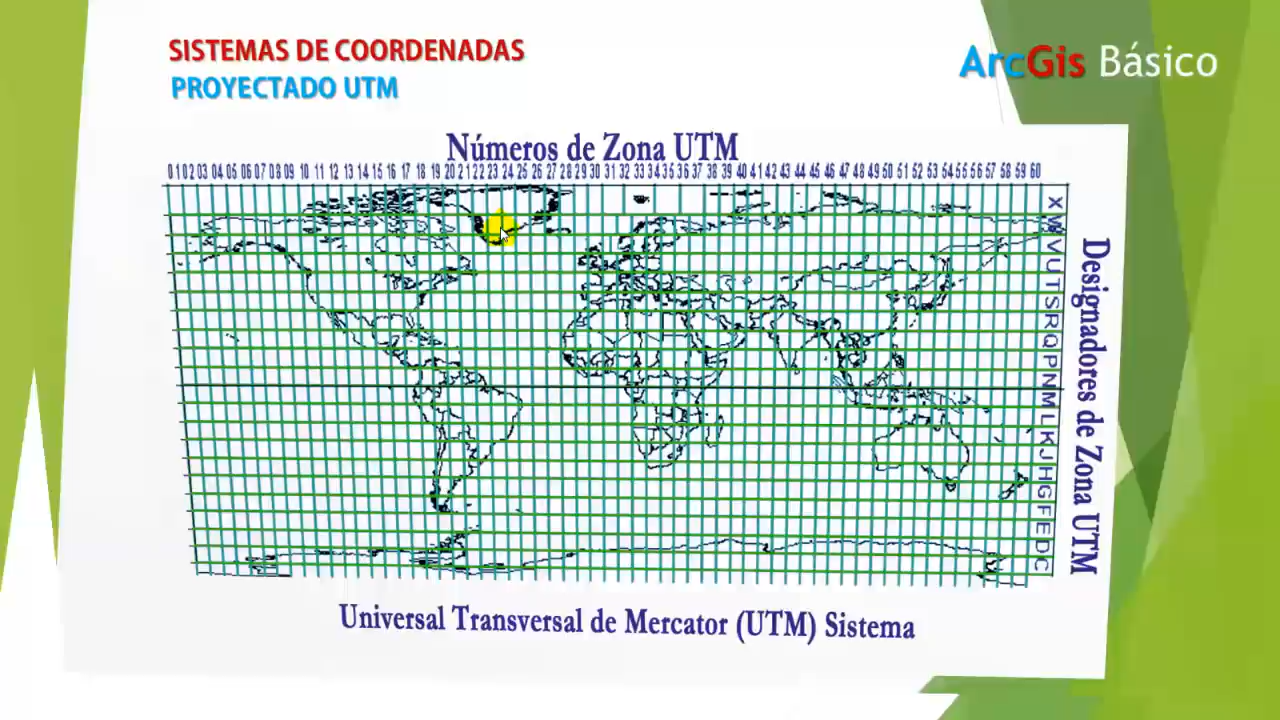 SISTEMAS DE COORDENADAS
PROYECTADO UTM
ArcGis Básico
Números de Zona UTM
01 02 03 04 05 06 07 08 09 10 11 12 13 14 15 16 17 18 19 20 21 22 23 24 25 26 27 28 29 30 31 32 33 34 35 36 37 38 39 40 41 42 43 44 45 46 47 48 49 50 51 52 53 54 55 56 57 58 59 60
X W V U T S R Q P N M L K J H G F E D C
Designadores de Zona UTM
Universal Transversal de Mercator (UTM) Sistema